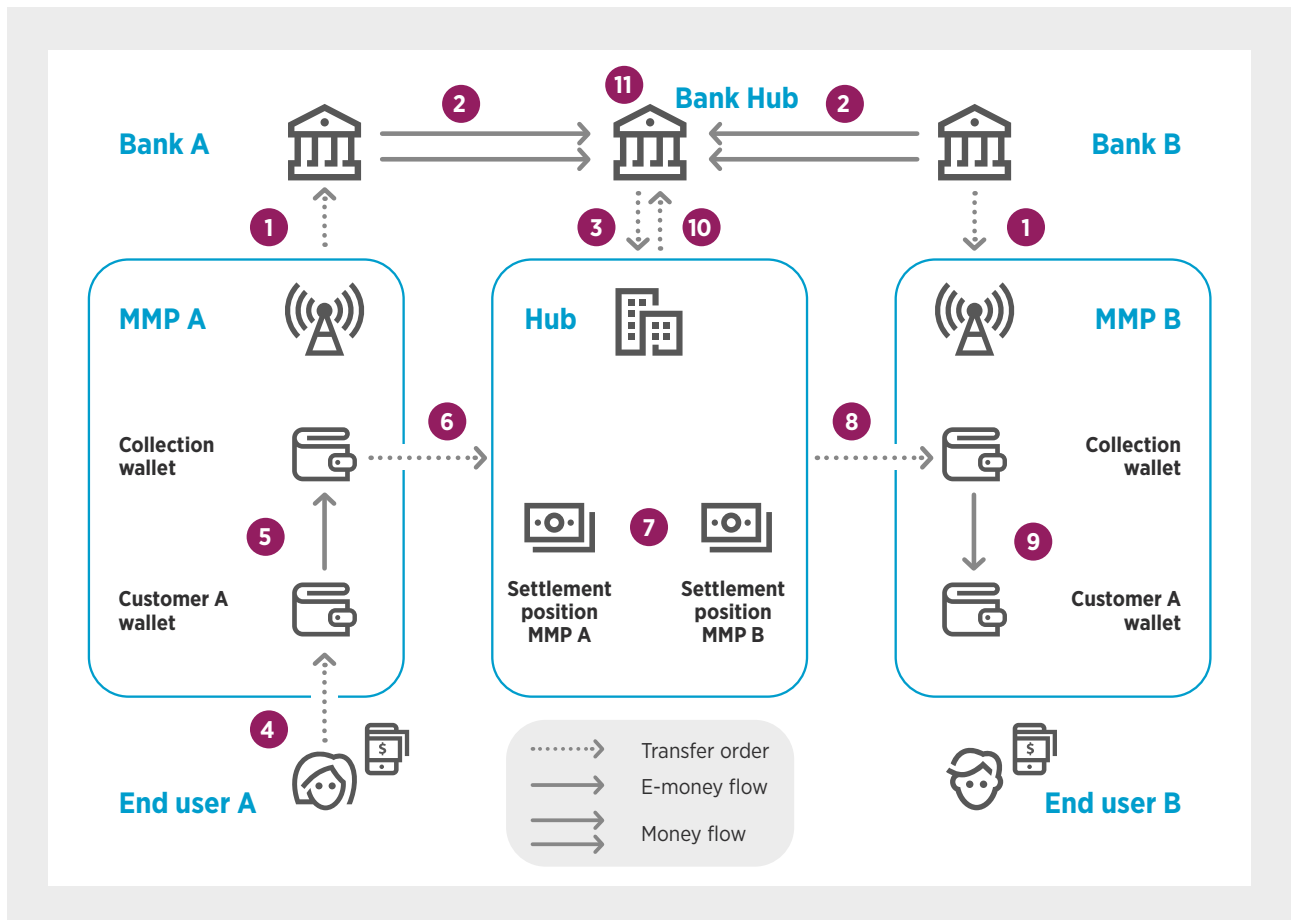 11
2
Bank Hub
2
Bank A
Bank B
1
3
10
1
MMP A
Hub
MMP B
6
8
Collection
wallet
Collection
wallet
5
7
9
Settlement
position
MMP A
Settlement
position
MMP B
Customer A
wallet
Customer A
wallet
4
$
$
Transfer order
E-money flow
Money flow
End user A
End user B